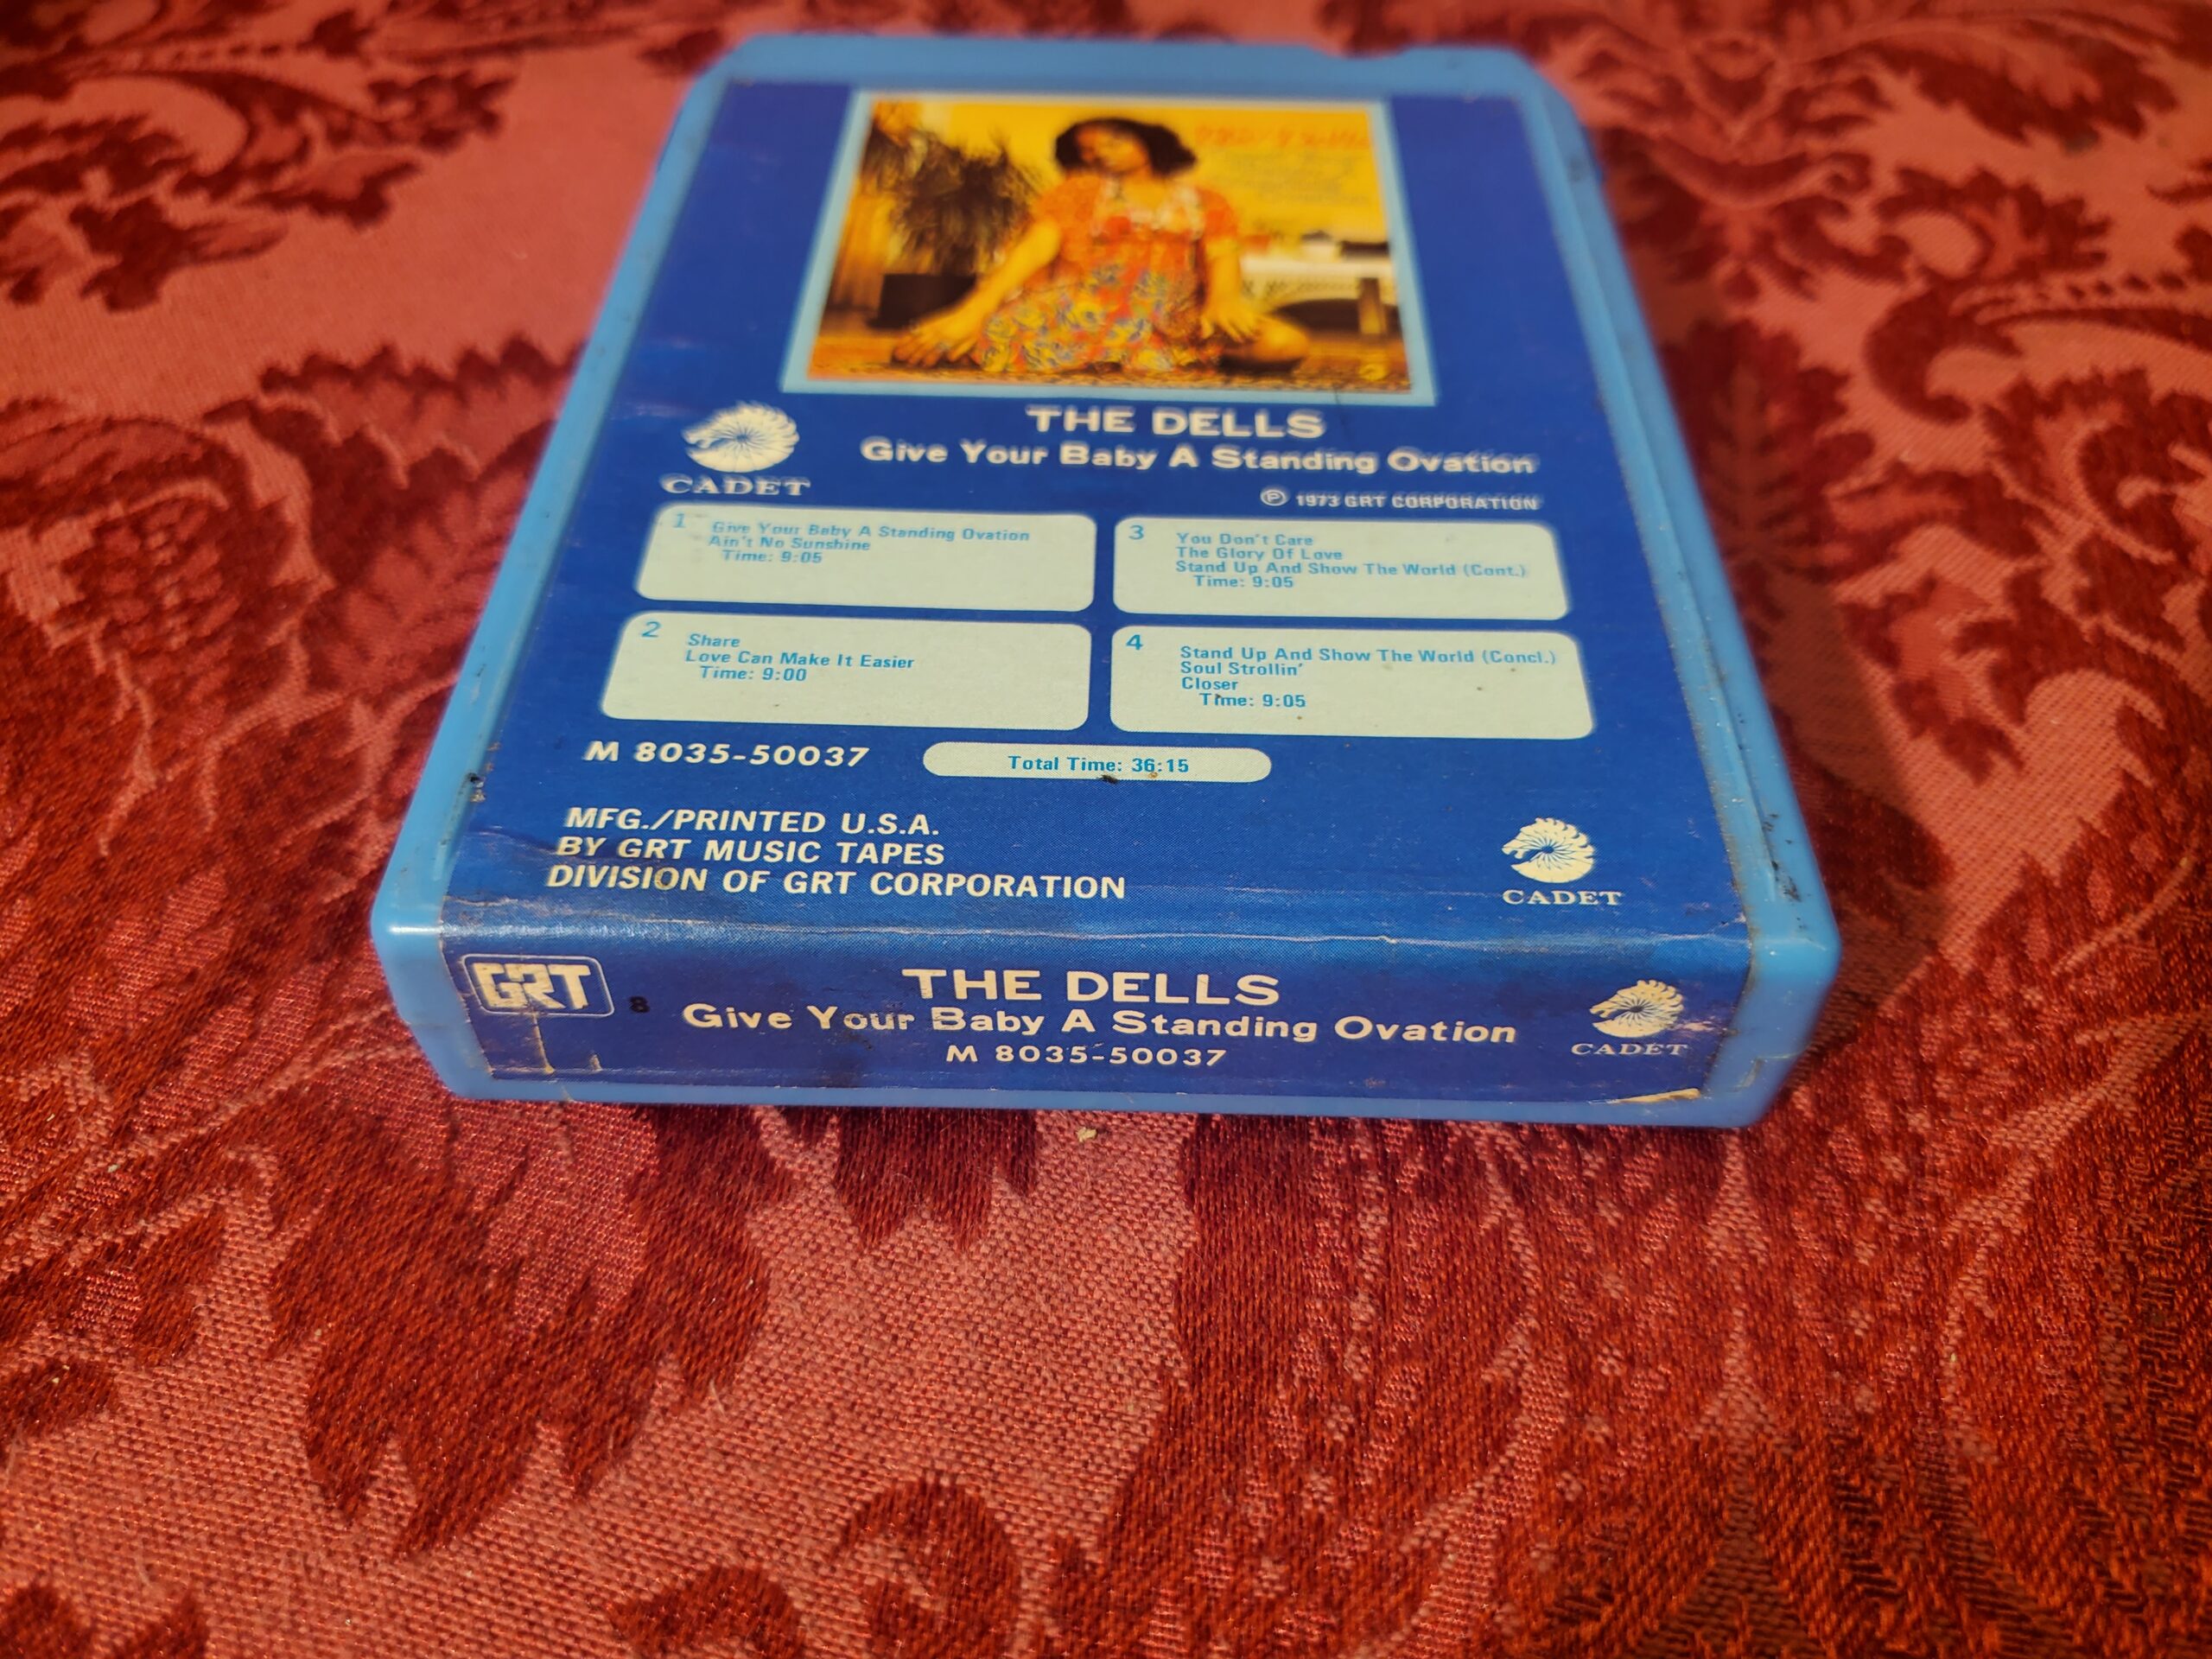 THE DELLS
Give Your Baby A Standing Ovation
CADET
℗ 1973 GRT CORPORATION
1
Give Your Baby A Standing Ovation
Ain't No Sunshine
Time: 9:05
2
Share
Love Can Make It Easier
Time: 9:00
3
You Don't Care
The Glory Of Love
Stand Up And Show The World (Cont.)
Time: 9:05
4
Stand Up And Show The World (Concl.)
Soul Strollin'
Closer
Time: 9:05
M 8035-50037
Total Time: 36:15
MFG./PRINTED U.S.A.
BY GRT MUSIC TAPES
DIVISION OF GRT CORPORATION
CADET
GRT
8
THE DELLS
Give Your Baby A Standing Ovation
M 8035-50037
CADET